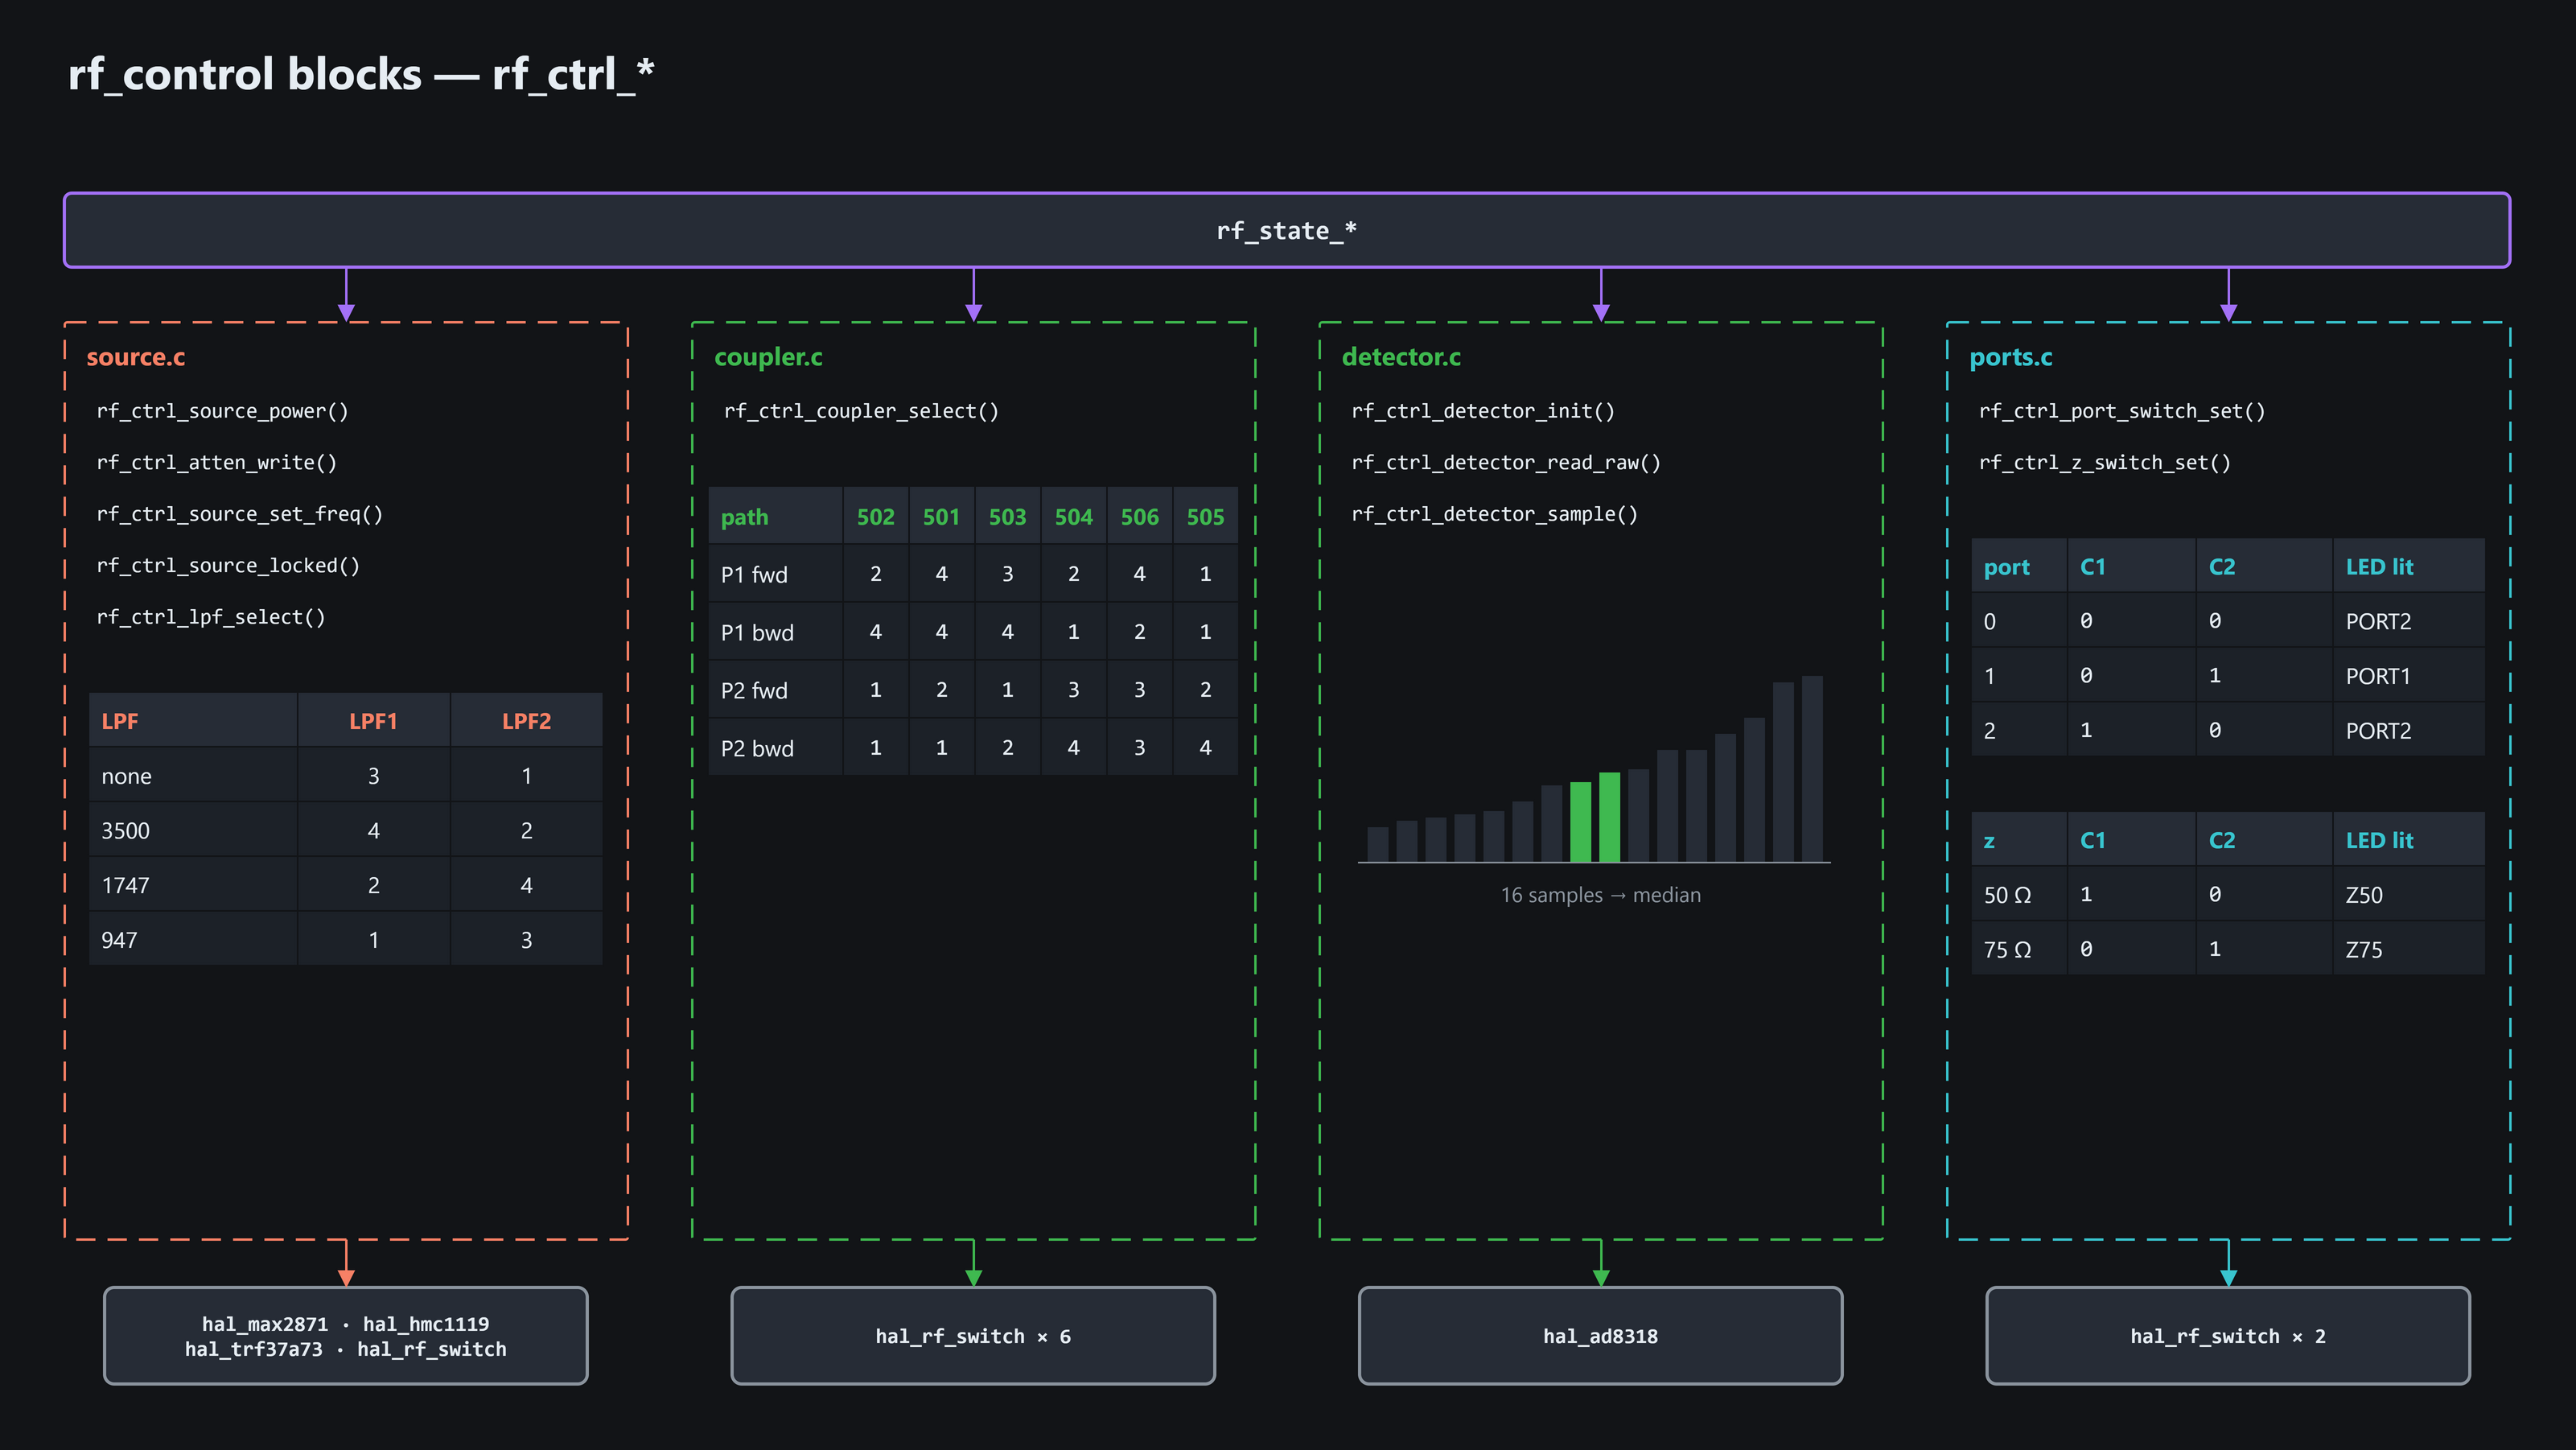 rf_control blocks — rf_ctrl_*
rf_state_*
source.c
rf_ctrl_source_power()
rf_ctrl_atten_write()
rf_ctrl_source_set_freq()
rf_ctrl_source_locked()
rf_ctrl_lpf_select()
LPF LPF1 LPF2
none 3 1
3500 4 2
1747 2 4
947 1 3
hal_max2871 · hal_hmc1119
hal_trf37a73 · hal_rf_switch
coupler.c
rf_ctrl_coupler_select()
path 502 501 503 504 506 505
P1 fwd 2 4 3 2 4 1
P1 bwd 4 4 4 1 2 1
P2 fwd 1 2 1 3 3 2
P2 bwd 1 1 2 4 3 4
hal_rf_switch × 6
detector.c
rf_ctrl_detector_init()
rf_ctrl_detector_read_raw()
rf_ctrl_detector_sample()
16 samples → median
hal_ad8318
ports.c
rf_ctrl_port_switch_set()
rf_ctrl_z_switch_set()
port C1 C2 LED lit
0 0 0 PORT2
1 0 1 PORT1
2 1 0 PORT2
z C1 C2 LED lit
50 Ω 1 0 Z50
75 Ω 0 1 Z75
hal_rf_switch × 2